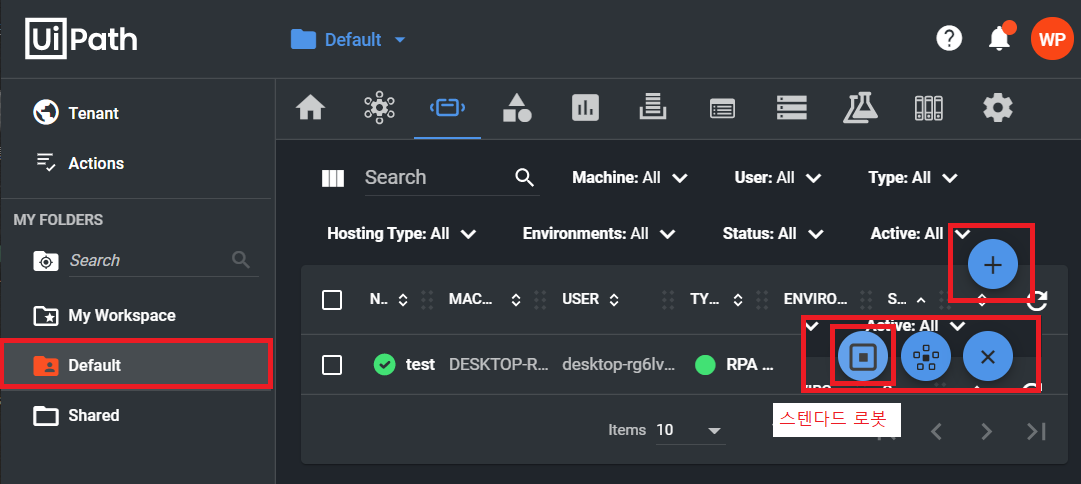 UiPath
Default
WP
Tenant
Actions
MY FOLDERS
Search
My Workspace
Default
Shared
Search
Machine: All
User: All
Type: All
Hosting Type: All
Environments: All
Status: All
Active: All
N..
MAC...
USER
TY...
ENVIRO...
S...
Active: All
test
DESKTOP-R...
desktop-rg6lv...
RPA ...
스텐다드 로봇
Items 10